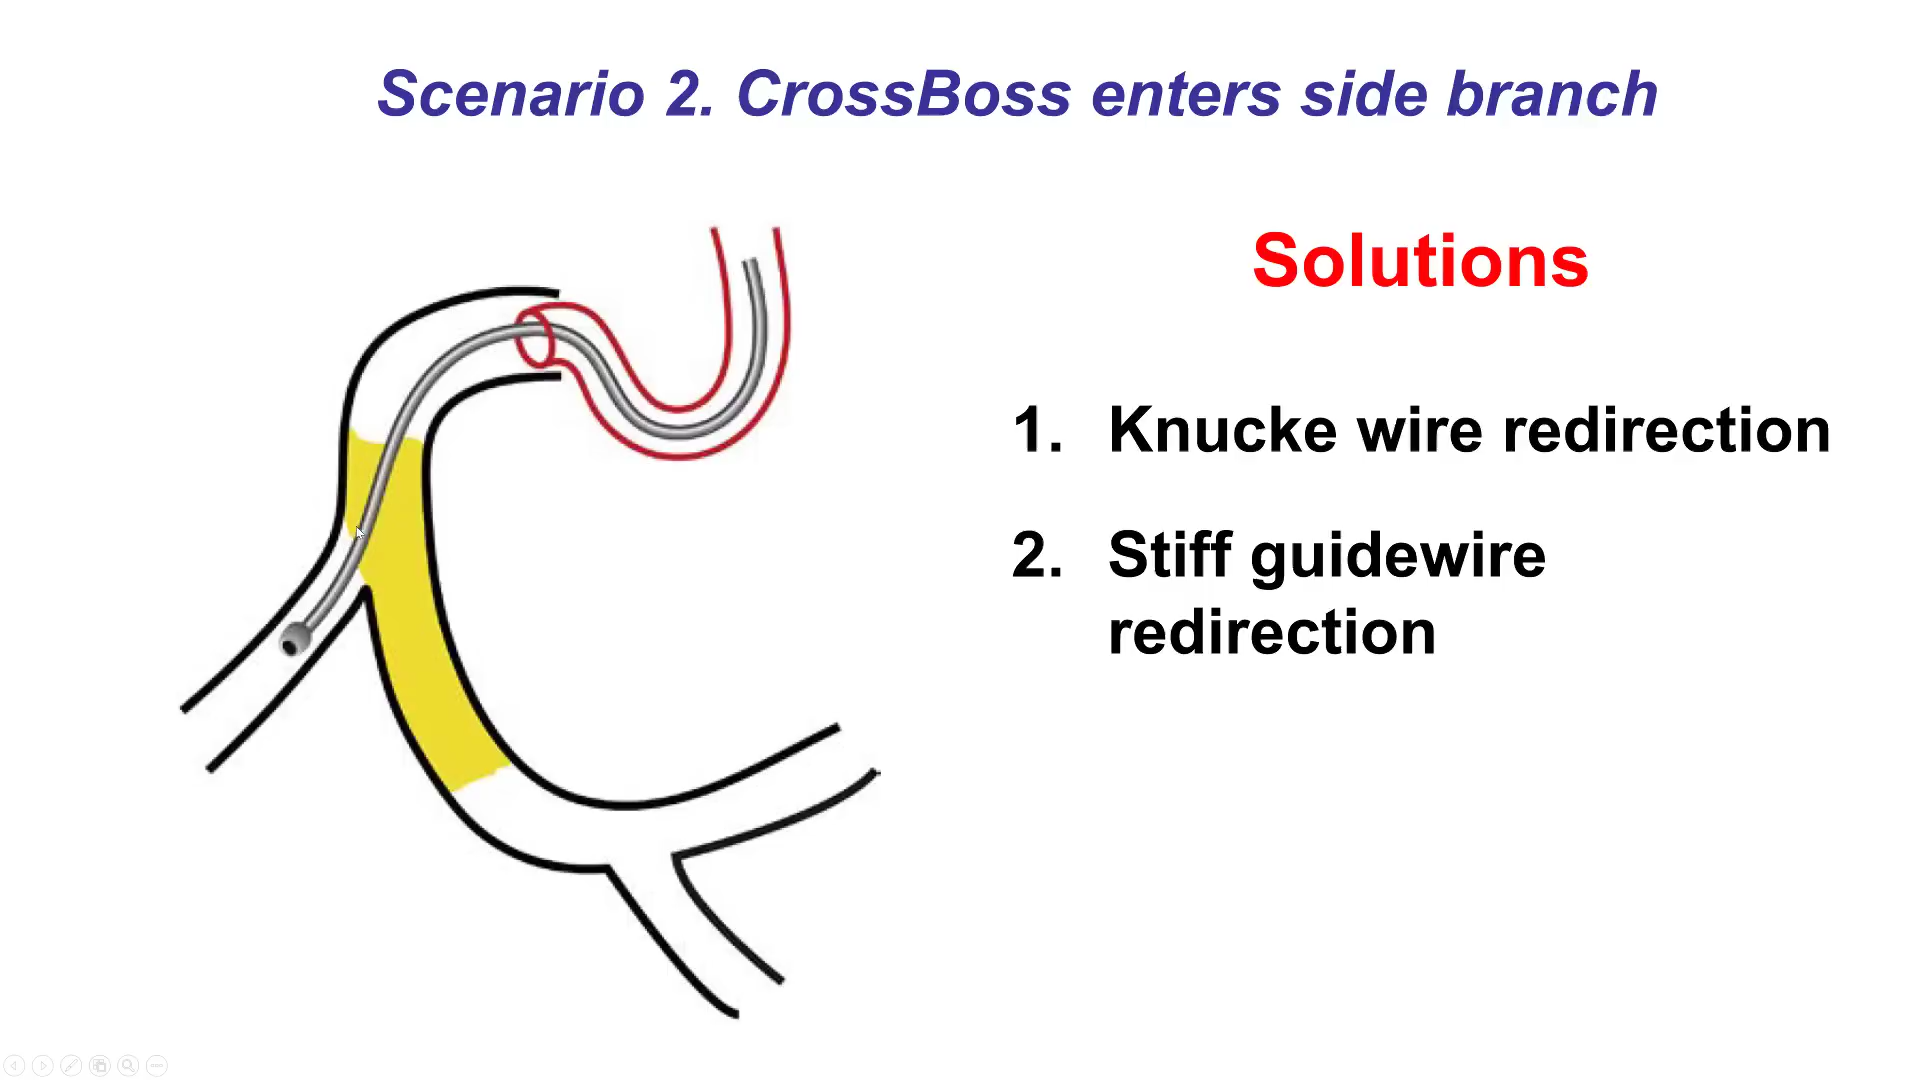 Scenario 2. CrossBoss enters side branch
Solutions
1. Knucke wire redirection
2. Stiff guidewire
redirection